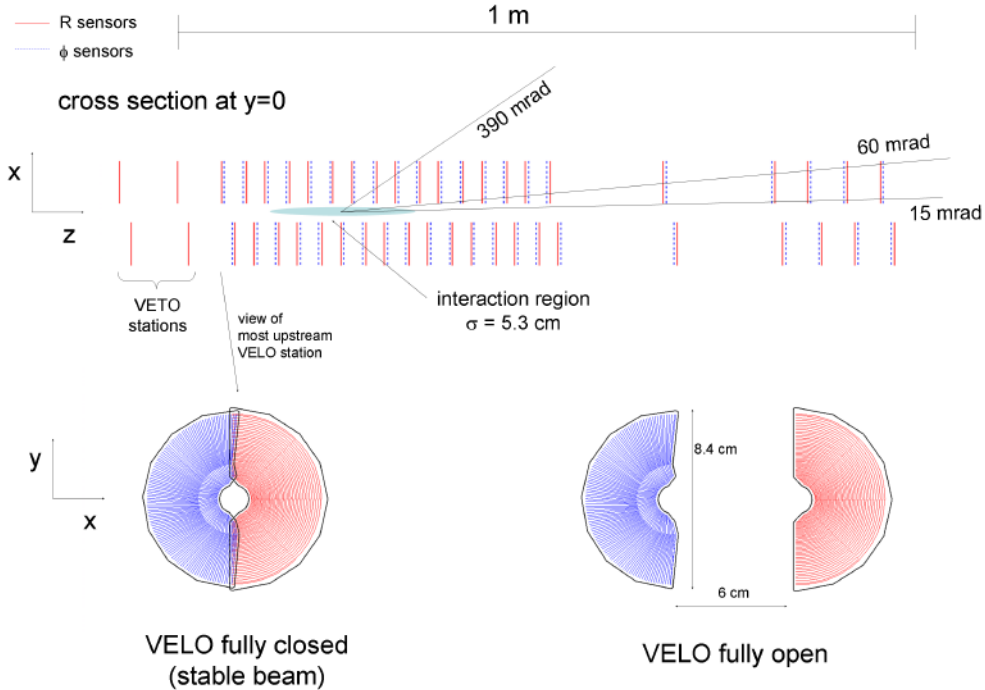 R sensors
ϕ sensors
1 m
cross section at y=0
390 mrad
60 mrad
15 mrad
x
z
VETO
stations
interaction region
σ = 5.3 cm
view of
most upstream
VELO station
y
x
8.4 cm
6 cm
VELO fully closed
(stable beam)
VELO fully open